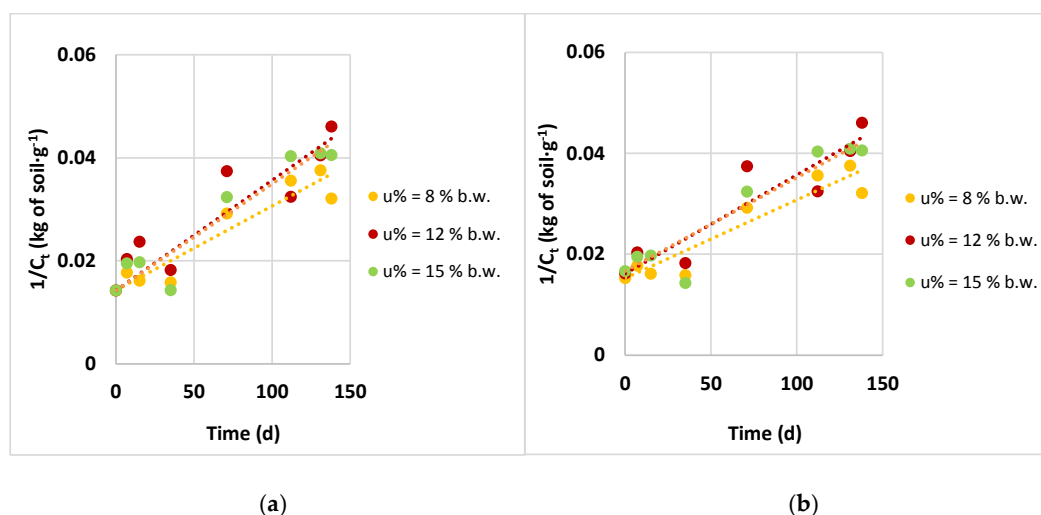 0.06
0.04
0.02
0
0 50 100 150
1/Cₜ (kg of soil·g⁻¹)
Time (d)
u% = 8 % b.w.
u% = 12 % b.w.
u% = 15 % b.w.
(a)
0.06
0.04
0.02
0
0 50 100 150
1/Cₜ (kg of soil·g⁻¹)
Time (d)
u% = 8 % b.w.
u% = 12 % b.w.
u% = 15 % b.w.
(b)